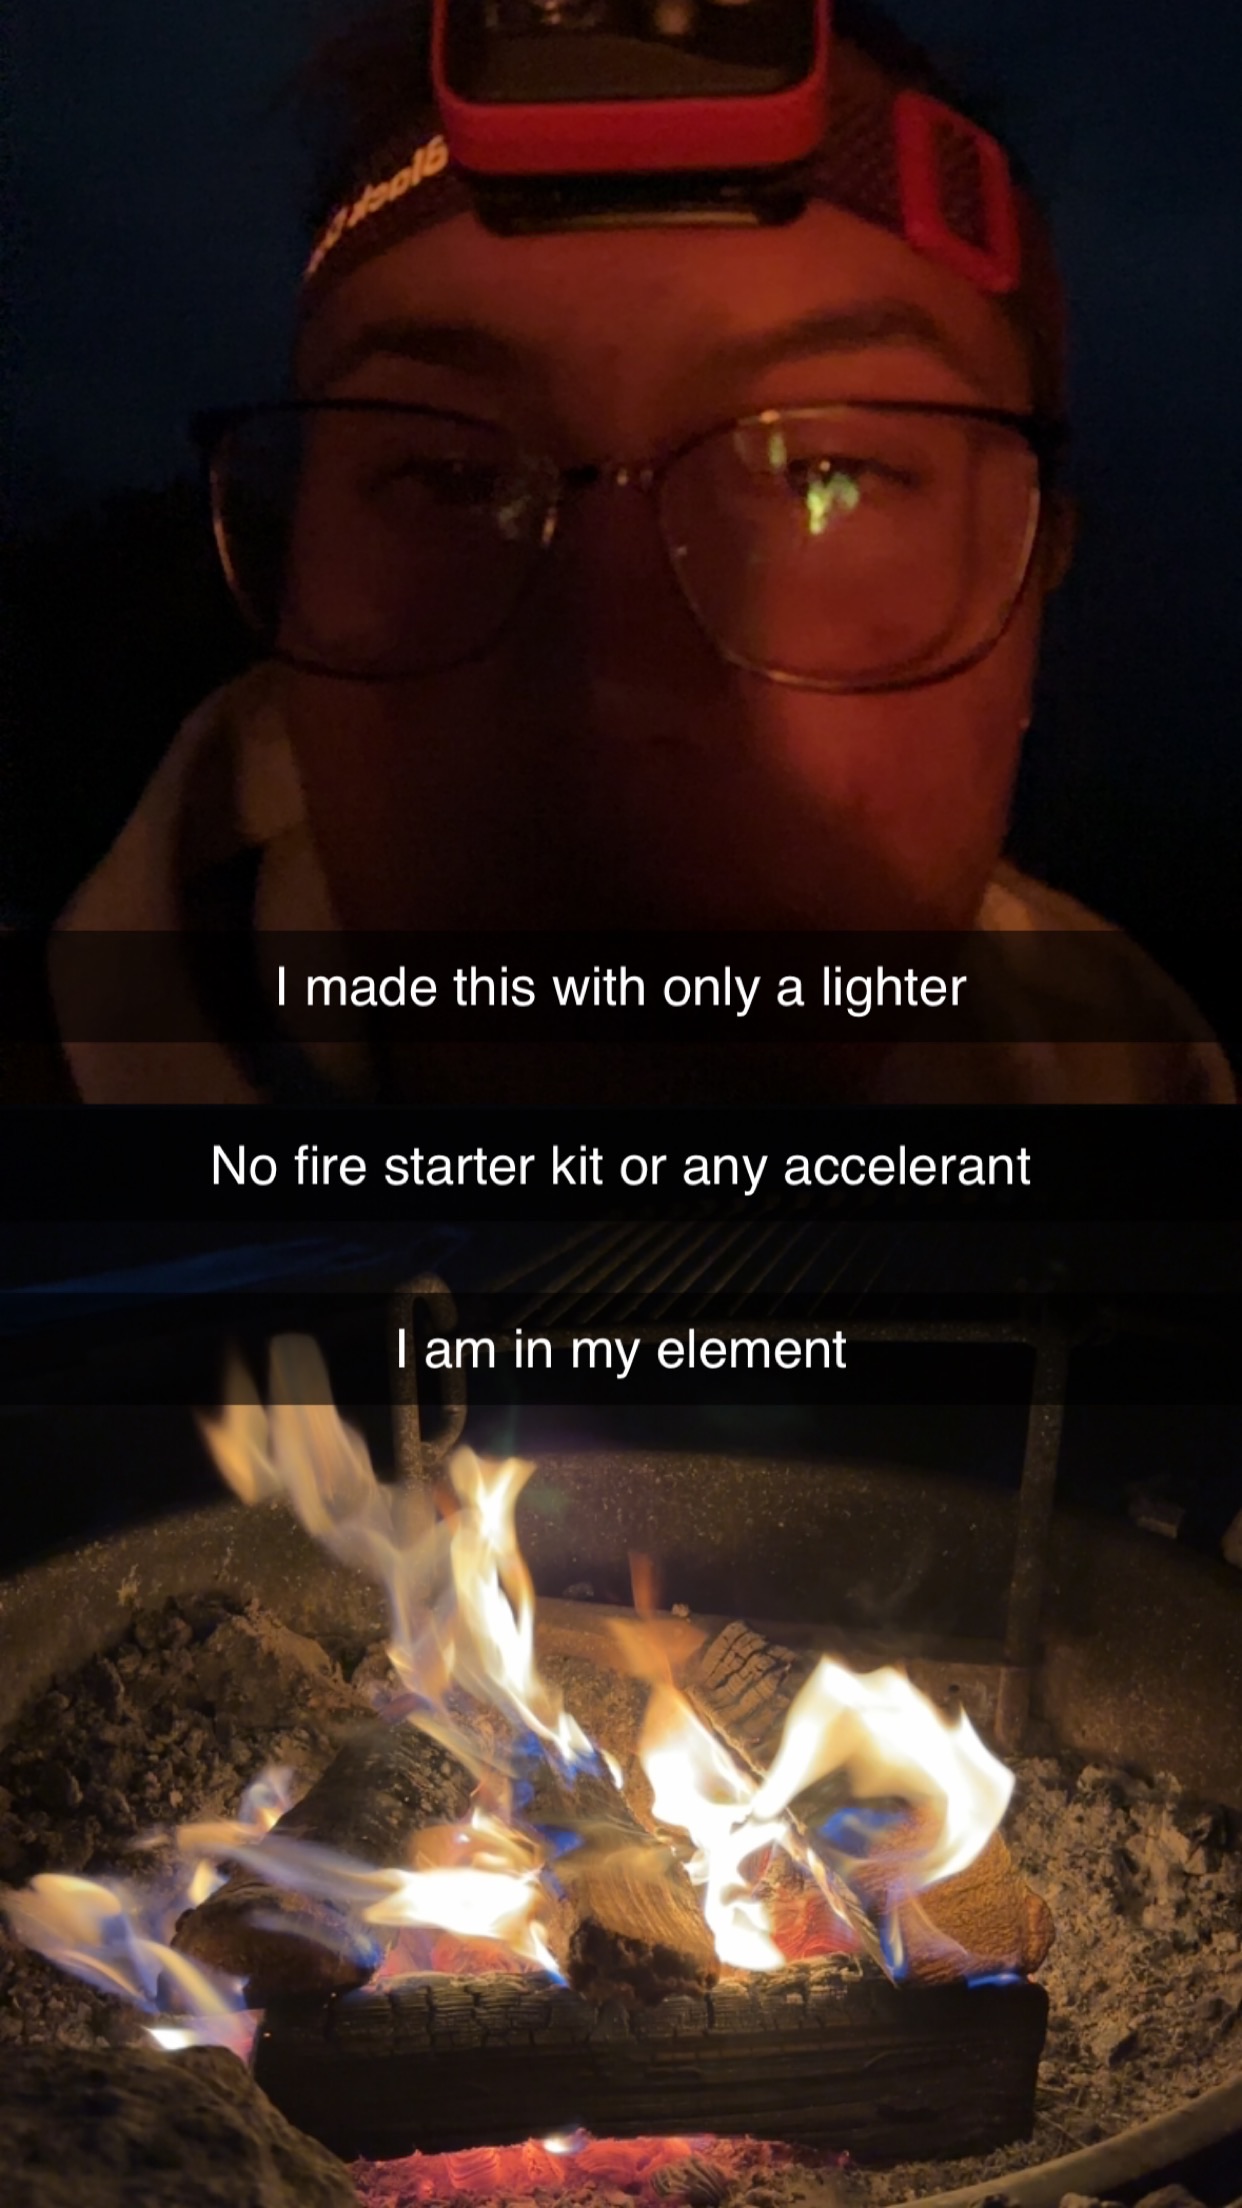 I made this with only a lighter
No fire starter kit or any accelerant
I am in my element